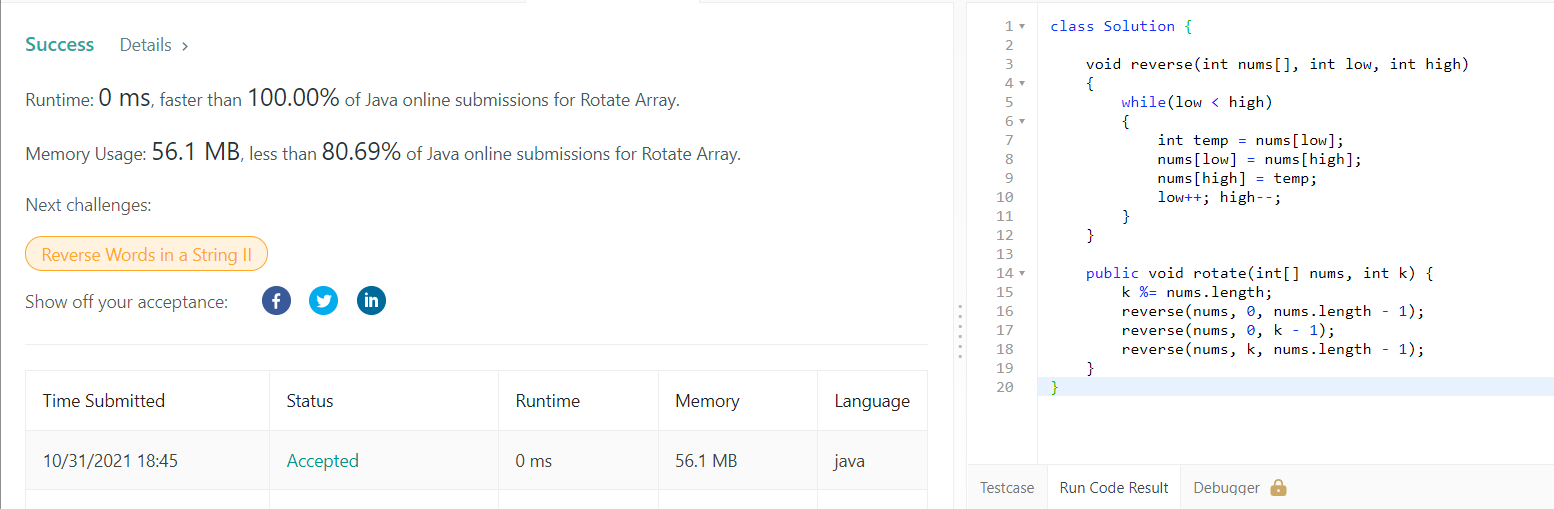 Success Details >
Runtime: 0 ms, faster than 100.00% of Java online submissions for Rotate Array.
Memory Usage: 56.1 MB, less than 80.69% of Java online submissions for Rotate Array.
Next challenges:
Reverse Words in a String II
Show off your acceptance:
Time Submitted Status Runtime Memory Language
10/31/2021 18:45 Accepted 0 ms 56.1 MB java
1 class Solution {
2
3     void reverse(int nums[], int low, int high)
4     {
5         while(low < high)
6         {
7             int temp = nums[low];
8             nums[low] = nums[high];
9             nums[high] = temp;
10             low++; high--;
11         }
12     }
13
14     public void rotate(int[] nums, int k) {
15         k %= nums.length;
16         reverse(nums, 0, nums.length - 1);
17         reverse(nums, 0, k - 1);
18         reverse(nums, k, nums.length - 1);
19     }
20 }
Testcase Run Code Result Debugger